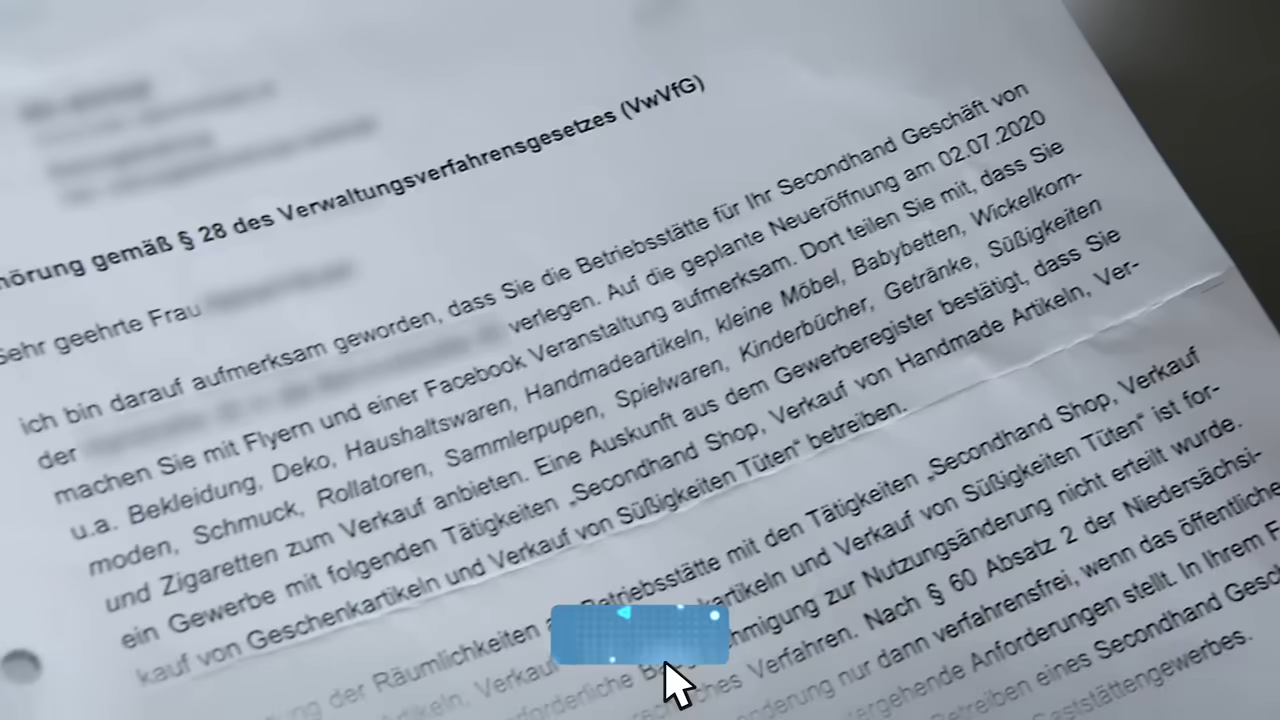 hörung gemäß § 28 des Verwaltungsverfahrensgesetzes (VwVfG)
Sehr geehrte Frau
ich bin darauf aufmerksam geworden, dass Sie die Betriebsstätte für Ihr Secondhand Geschäft von
der verlegen. Auf die geplante Neueröffnung am 02.07.2020
machen Sie mit Flyern und einer Facebook Veranstaltung aufmerksam. Dort teilen Sie mit, dass Sie
u.a. Bekleidung, Deko, Haushaltswaren, Handmadeartikeln, kleine Möbel, Babybetten, Wickelkom-
moden, Schmuck, Rollatoren, Sammlerpupen, Spielwaren, Kinderbücher, Getränke, Süßigkeiten
und Zigaretten zum Verkauf anbieten. Eine Auskunft aus dem Gewerberegister bestätigt, dass Sie
ein Gewerbe mit folgenden Tätigkeiten „Secondhand Shop, Verkauf von Handmade Artikeln, Ver-
kauf von Geschenkartikeln und Verkauf von Süßigkeiten Tüten“ betreiben.
der Räumlichkeiten Betriebsstätte mit den Tätigkeiten „Secondhand Shop, Verkauf
Verkauf kartikeln und Verkauf von Süßigkeiten Tüten“ ist for-
erforderliche hmigung zur Nutzungsänderung nicht erteilt wurde.
Verfahren. Nach § 60 Absatz 2 der Niedersächsi-
nur dann verfahrensfrei, wenn das öffentliche
Anforderungen stellt. In Ihrem F
Betreiben eines Secondhand Gesch
Gaststättengewerbes.